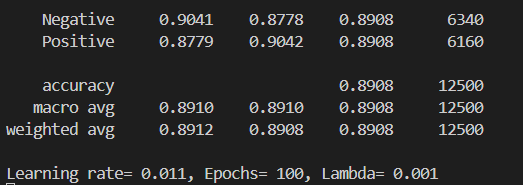 Negative 0.9041 0.8778 0.8908 6340
Positive 0.8779 0.9042 0.8908 6160
accuracy 0.8908 12500
macro avg 0.8910 0.8910 0.8908 12500
weighted avg 0.8912 0.8908 0.8908 12500
Learning rate= 0.011, Epochs= 100, Lambda= 0.001